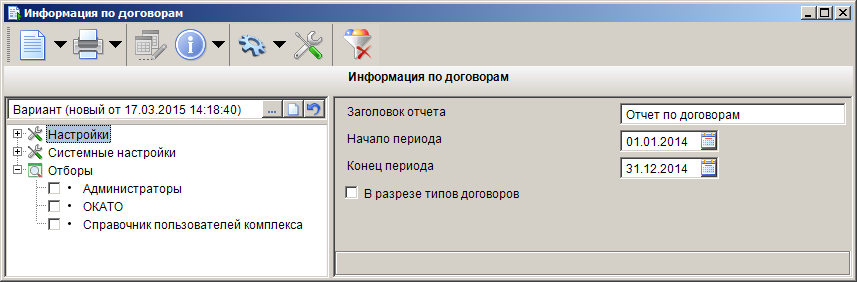 Информация по договорам
Информация по договорам
Вариант (новый от 17.03.2015 14:18:40) ...
Настройки
Системные настройки
Отборы
• Администраторы
• ОКАТО
• Справочник пользователей комплекса
Заголовок отчета Отчет по договорам
Начало периода 01.01.2014
Конец периода 31.12.2014
В разрезе типов договоров